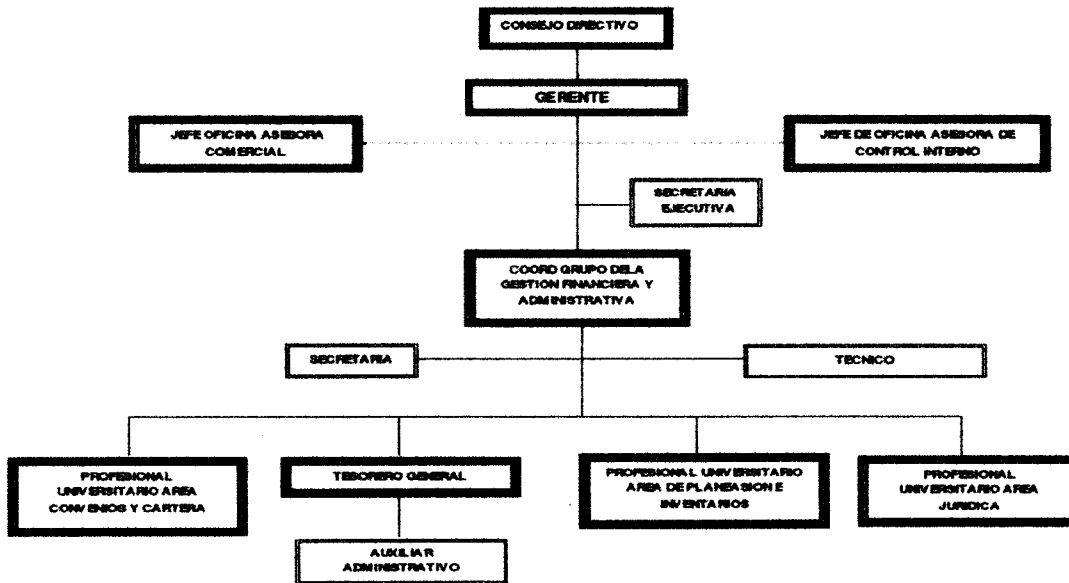 CONSEJO DIRECTIVO
GERENTE
JEFE OFICINA ASESORA
COMERCIAL
JEFE DE OFICINA ASESORA DE
CONTROL INTERNO
SECRETARIA
EJECUTIVA
COORD GRUPO DE LA
GESTION FINANCIERA Y
ADMINISTRATIVA
SECRETARIA
TECNICO
PROFESIONAL
UNIVERSITARIO AREA
CONVENIOS Y CARTERA
TESORERO GENERAL
PROFESIONAL UNIVERSITARIO
AREA DE PLANEASION E
INVENTARIOS
PROFESIONAL
UNIVERSITARIO AREA
JURIDICA
AUXILIAR
ADMINISTRATIVO